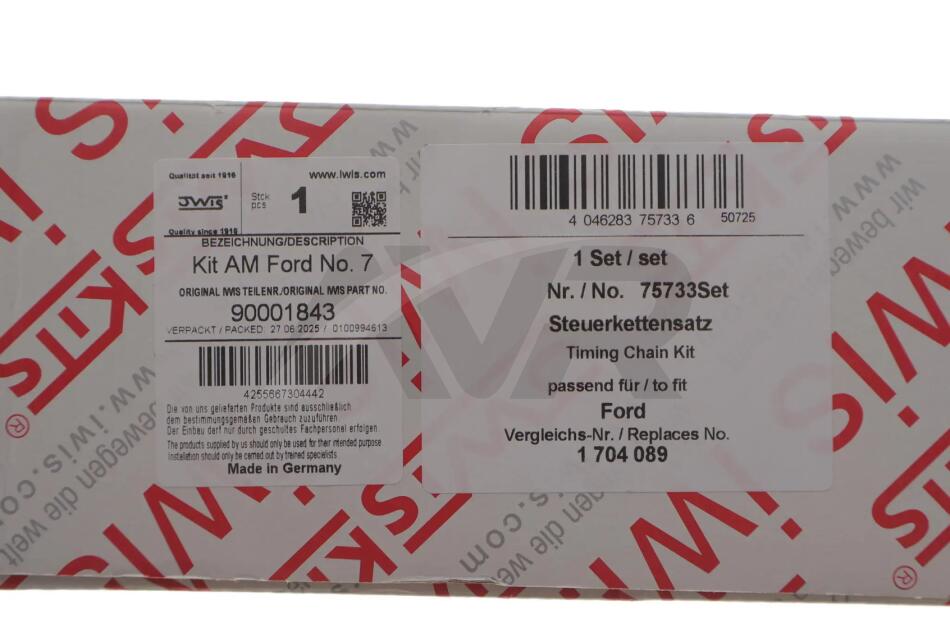 Qualität seit 1916
JWIS®
Quality since 1916
Stck
pcs
1
www.iwis.com
BEZEICHNUNG/DESCRIPTION
Kit AM Ford No. 7
ORIGINAL IWIS TEILENR./ORIGINAL IWIS PART NO.
90001843
VERPACKT / PACKED: 27.06.2025 / 0100994613
4255667304442
Die von uns gelieferten Produkte sind ausschließlich
dem bestimmungsgemäßen Gebrauch zuzuführen.
Der Einbau darf nur durch geschultes Fachpersonal erfolgen.
The products supplied by us should only be used for their intended purpose
Installation should only be carried out by trained specialists.
Made in Germany
4 046283 75733 6
50725
1 Set / set
Nr. / No. 75733Set
Steuerkettensatz
Timing Chain Kit
passend für / to fit
Ford
Vergleichs-Nr. / Replaces No.
1 704 089
AVR
JWIS KITS®
wir bewegen die welt
www.iwis.com